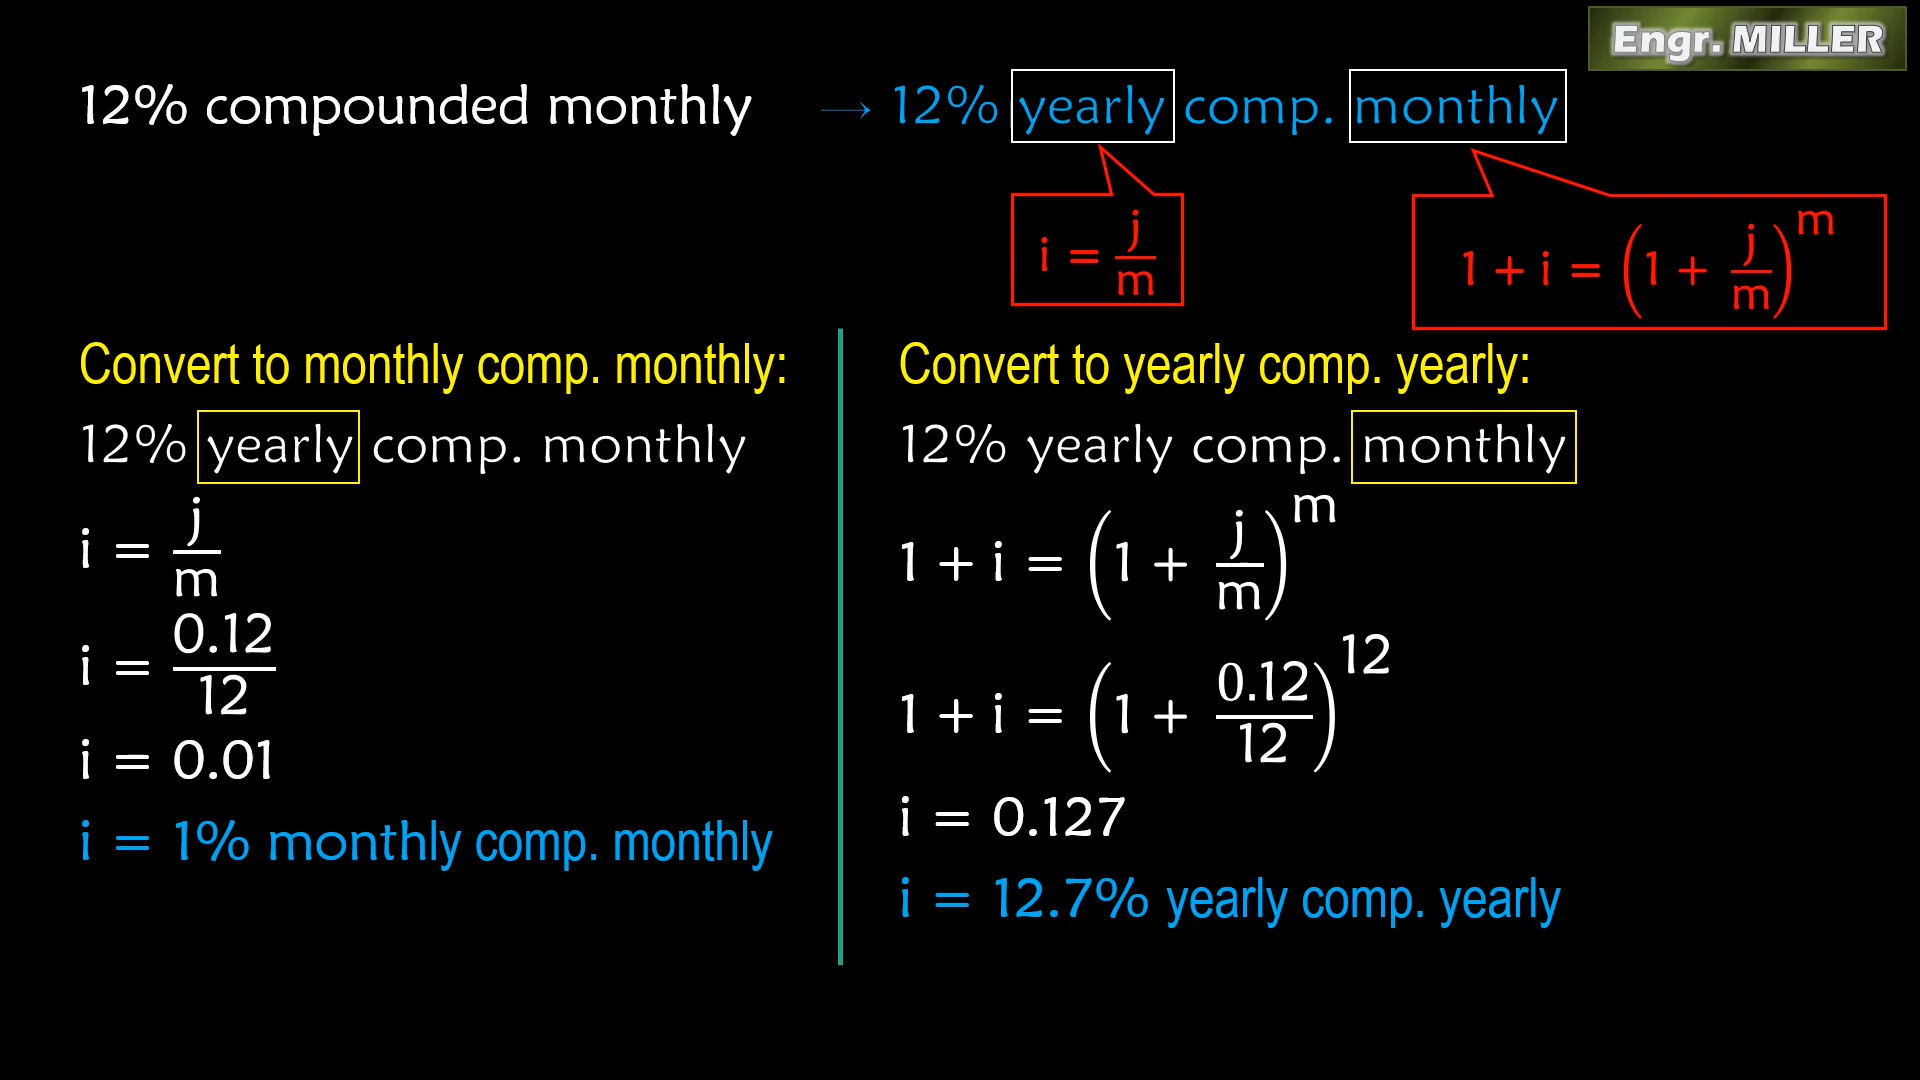 Engr. MILLER
12% compounded monthly → 12% yearly comp. monthly
i = j/m
1 + i = (1 + j/m)^m
Convert to monthly comp. monthly:
12% yearly comp. monthly
i = j/m
i = 0.12/12
i = 0.01
i = 1% monthly comp. monthly
Convert to yearly comp. yearly:
12% yearly comp. monthly
1 + i = (1 + j/m)^m
1 + i = (1 + 0.12/12)^12
i = 0.127
i = 12.7% yearly comp. yearly